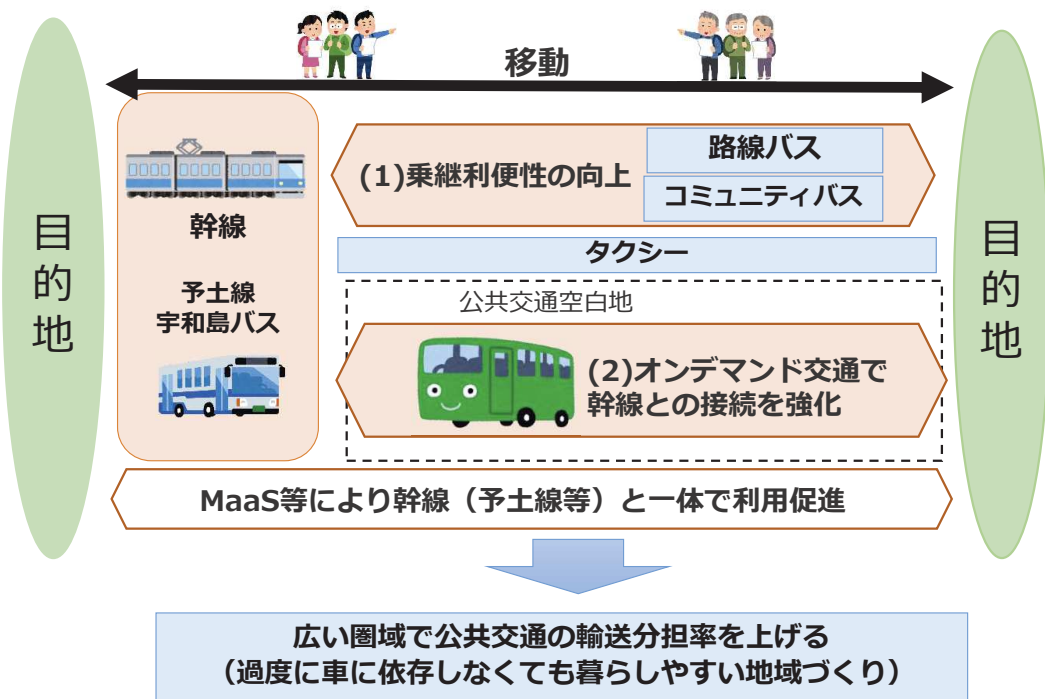 移動
目的地
幹線
予土線
宇和島バス
(1)乗継利便性の向上
路線バス
コミュニティバス
タクシー
公共交通空白地
(2)オンデマンド交通で
幹線との接続を強化
目的地
MaaS等により幹線（予土線等）と一体で利用促進
広い圏域で公共交通の輸送分担率を上げる
（過度に車に依存しなくても暮らしやすい地域づくり）